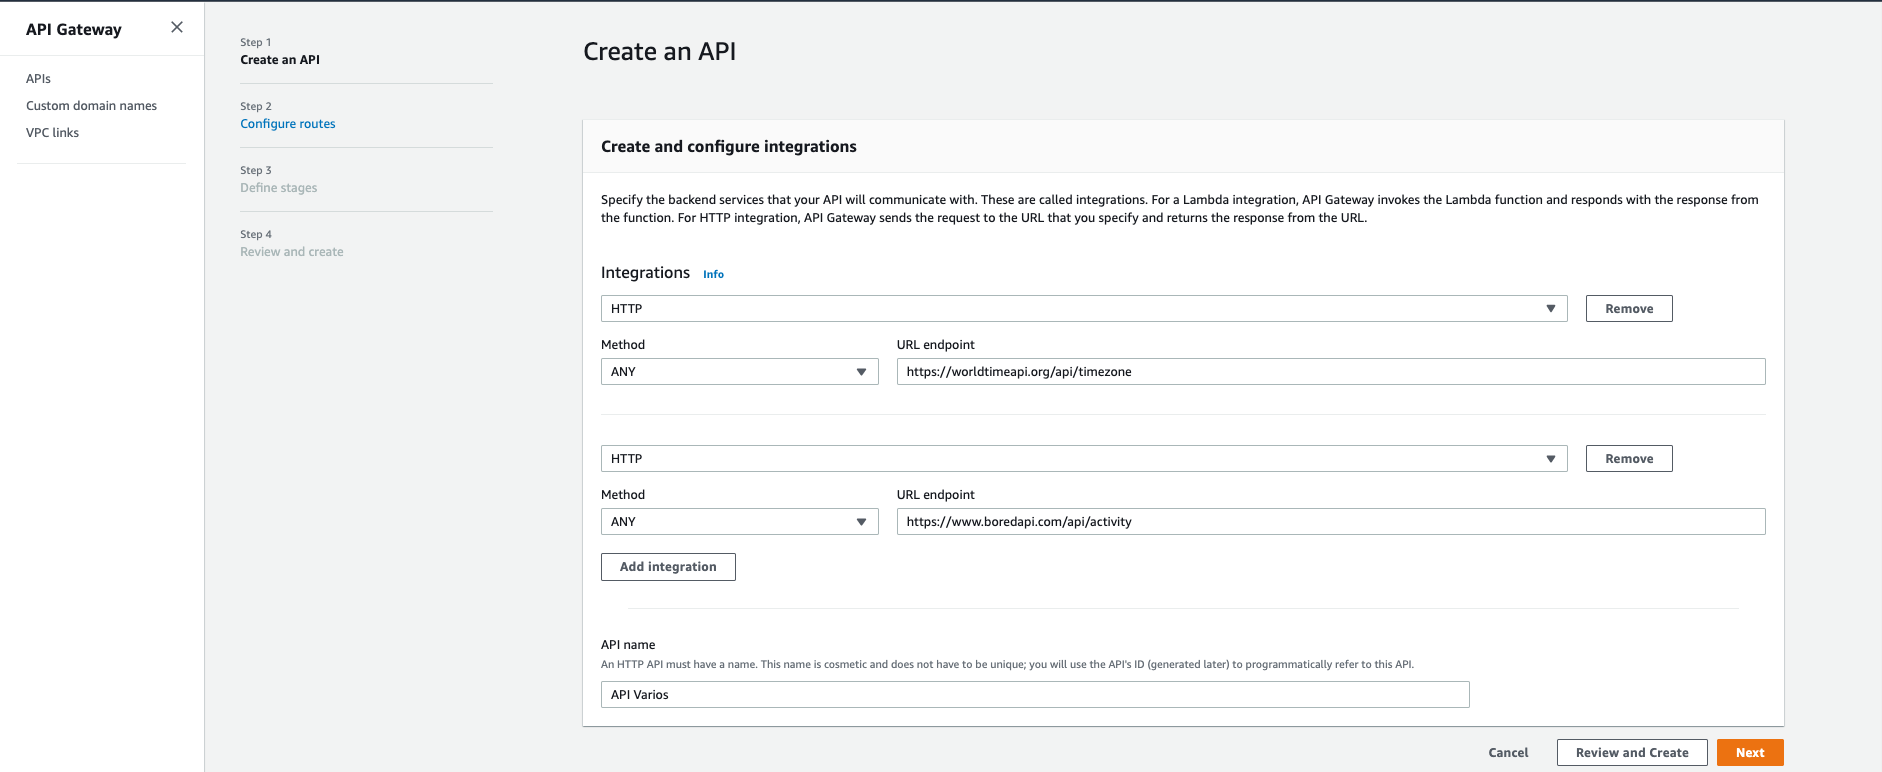 API Gateway
APIs
Custom domain names
VPC links
Step 1
Create an API
Step 2
Configure routes
Step 3
Define stages
Step 4
Review and create
Create an API
Create and configure integrations
Specify the backend services that your API will communicate with. These are called integrations. For a Lambda integration, API Gateway invokes the Lambda function and responds with the response from
the function. For HTTP integration, API Gateway sends the request to the URL that you specify and returns the response from the URL.
Integrations Info
HTTP Remove
Method URL endpoint
ANY https://worldtimeapi.org/api/timezone
HTTP Remove
Method URL endpoint
ANY https://www.boredapi.com/api/activity
Add integration
API name
An HTTP API must have a name. This name is cosmetic and does not have to be unique; you will use the API's ID (generated later) to programmatically refer to this API.
API Varios
Cancel Review and Create Next